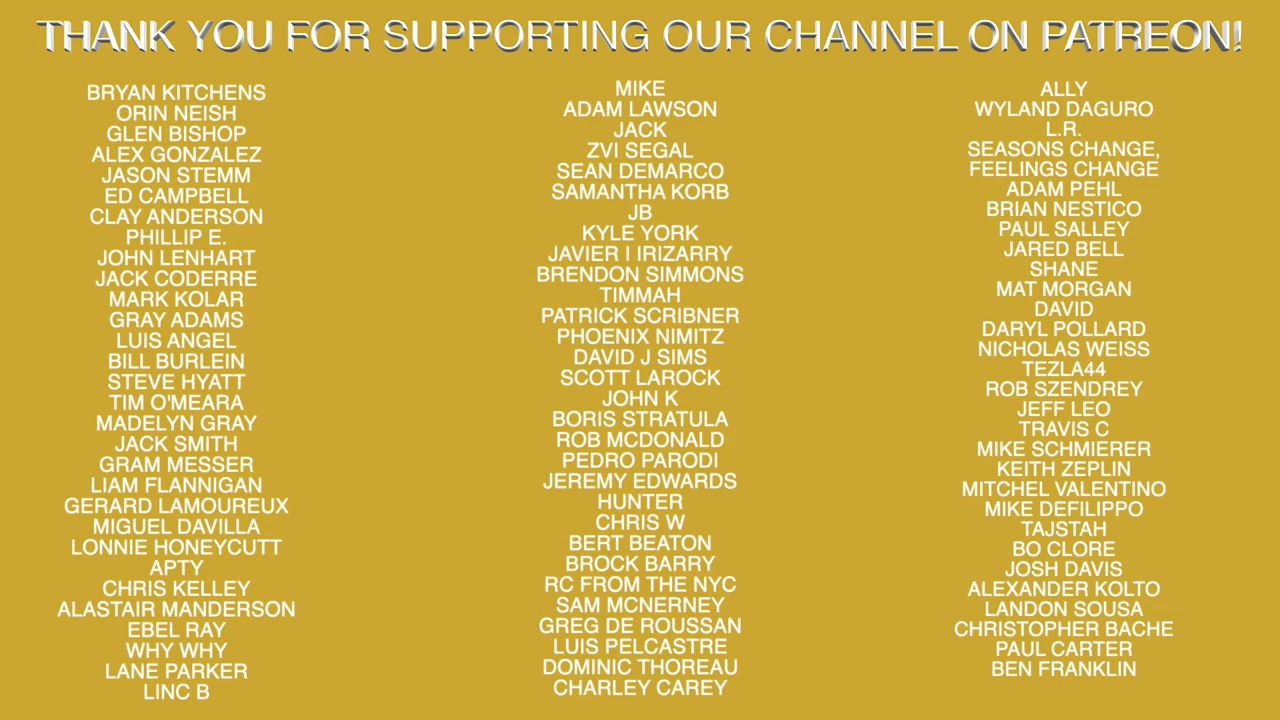 THANK YOU FOR SUPPORTING OUR CHANNEL ON PATREON!
BRYAN KITCHENS
ORIN NEISH
GLEN BISHOP
ALEX GONZALEZ
JASON STEMM
ED CAMPBELL
CLAY ANDERSON
PHILLIP E.
JOHN LENHART
JACK CODERRE
MARK KOLAR
GRAY ADAMS
LUIS ANGEL
BILL BURLEIN
STEVE HYATT
TIM O'MEARA
MADELYN GRAY
JACK SMITH
GRAM MESSER
LIAM FLANNIGAN
GERARD LAMOUREUX
MIGUEL DAVILLA
LONNIE HONEYCUTT
APTY
CHRIS KELLEY
ALASTAIR MANDERSON
EBEL RAY
WHY WHY
LANE PARKER
LINC B
MIKE
ADAM LAWSON
JACK
ZVI SEGAL
SEAN DEMARCO
SAMANTHA KORB
JB
KYLE YORK
JAVIER I IRIZARRY
BRENDON SIMMONS
TIMMAH
PATRICK SCRIBNER
PHOENIX NIMITZ
DAVID J SIMS
SCOTT LAROCK
JOHN K
BORIS STRATULA
ROB MCDONALD
PEDRO PARODI
JEREMY EDWARDS
HUNTER
CHRIS W
BERT BEATON
BROCK BARRY
RC FROM THE NYC
SAM MCNERNEY
GREG DE ROUSSAN
LUIS PELCASTRE
DOMINIC THOREAU
CHARLEY CAREY
ALLY
WYLAND DAGURO
L.R.
SEASONS CHANGE,
FEELINGS CHANGE
ADAM PEHL
BRIAN NESTICO
PAUL SALLEY
JARED BELL
SHANE
MAT MORGAN
DAVID
DARYL POLLARD
NICHOLAS WEISS
TEZLA44
ROB SZENDREY
JEFF LEO
TRAVIS C
MIKE SCHMIERER
KEITH ZEPLIN
MITCHEL VALENTINO
MIKE DEFILIPPO
TAJSTAH
BO CLORE
JOSH DAVIS
ALEXANDER KOLTO
LANDON SOUSA
CHRISTOPHER BACHE
PAUL CARTER
BEN FRANKLIN